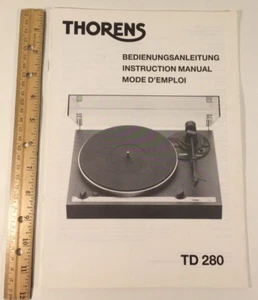 THORENS
BEDIENUNGSANLEITUNG
INSTRUCTION MANUAL
MODE D'EMPLOI
TD 280